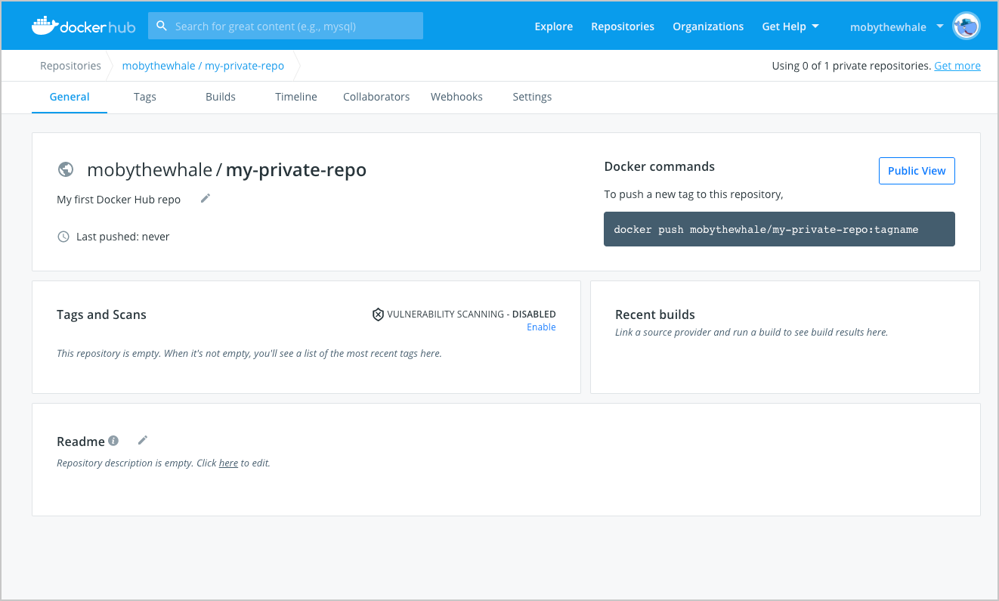 dockerhub
Search for great content (e.g., mysql)
Explore
Repositories
Organizations
Get Help
mobythewhale
Repositories
mobythewhale / my-private-repo
Using 0 of 1 private repositories. Get more
General
Tags
Builds
Timeline
Collaborators
Webhooks
Settings
mobythewhale / my-private-repo
My first Docker Hub repo
Last pushed: never
Docker commands
Public View
To push a new tag to this repository,
docker push mobythewhale/my-private-repo:tagname
Tags and Scans
VULNERABILITY SCANNING - DISABLED
Enable
This repository is empty. When it's not empty, you'll see a list of the most recent tags here.
Recent builds
Link a source provider and run a build to see build results here.
Readme
Repository description is empty. Click here to edit.